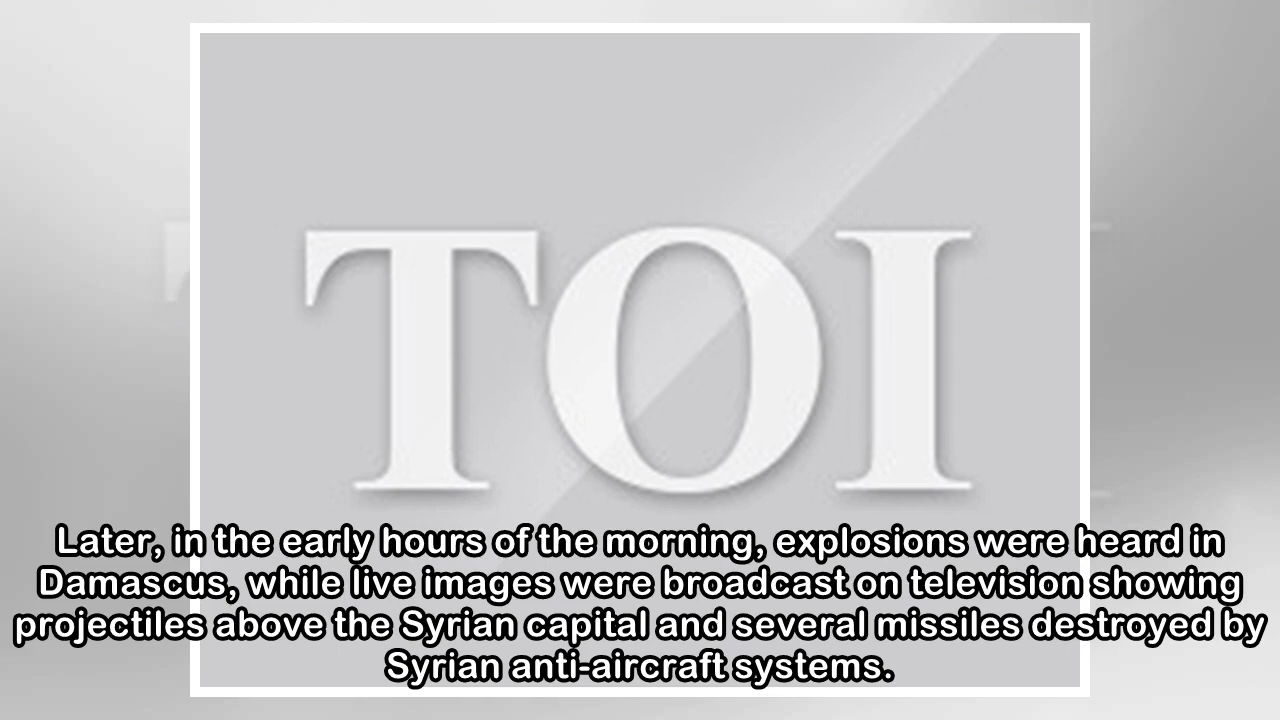 TOI
Later, in the early hours of the morning, explosions were heard in
Damascus, while live images were broadcast on television showing
projectiles above the Syrian capital and several missiles destroyed by
Syrian anti-aircraft systems.